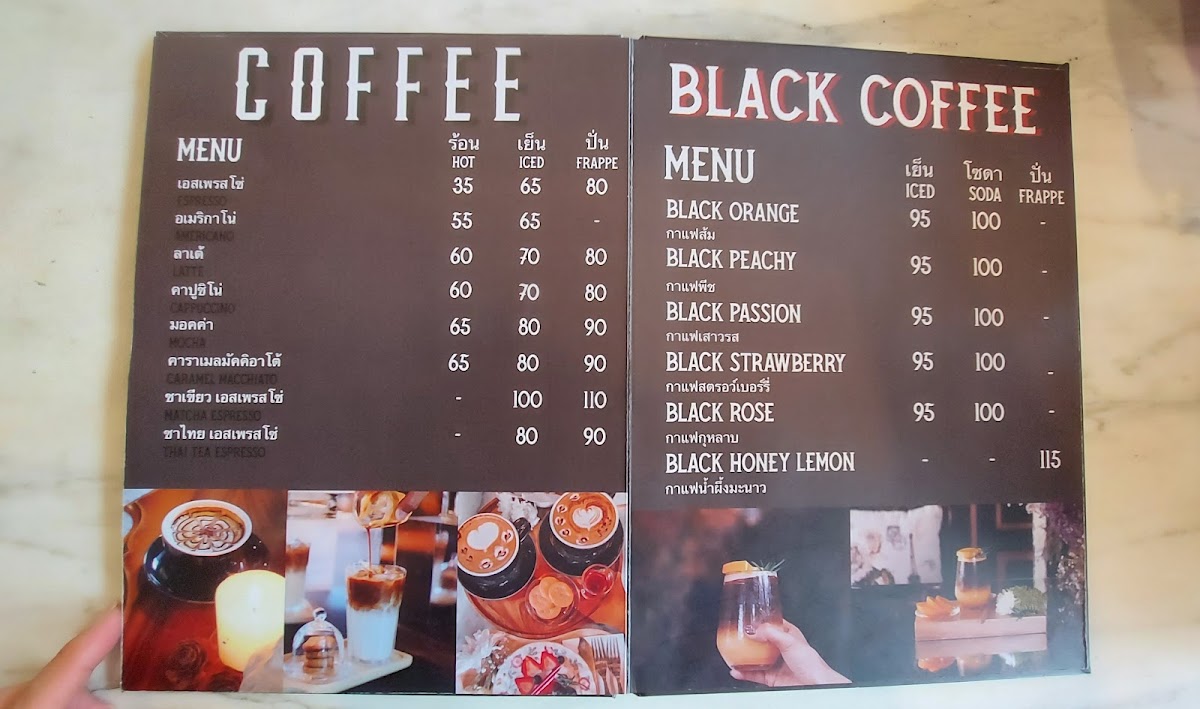 COFFEE
MENU
ร้อน เย็น ปั่น
HOT ICED FRAPPE
เอสเพรสโซ่ 35 65 80
ESPRESSO
อเมริกาโน่ 55 65 -
AMERICANO
ลาเต้ 60 70 80
LATTE
คาปูชิโน่ 60 70 80
CAPPUCCINO
มอคค่า 65 80 90
MOCHA
คาราเมลมัคคิอาโต้ 65 80 90
CARAMEL MACCHIATO
ชาเขียว เอสเพรสโซ่ - 100 110
MATCHA ESPRESSO
ชาไทย เอสเพรสโซ่ - 80 90
THAI TEA ESPRESSO
BLACK COFFEE
MENU
เย็น โซดา ปั่น
ICED SODA FRAPPE
BLACK ORANGE 95 100 -
กาแฟส้ม
BLACK PEACHY 95 100 -
กาแฟพีช
BLACK PASSION 95 100 -
กาแฟเสาวรส
BLACK STRAWBERRY 95 100 -
กาแฟสตรอว์เบอร์รี่
BLACK ROSE 95 100 -
กาแฟกุหลาบ
BLACK HONEY LEMON - - 115
กาแฟน้ำผึ้งมะนาว